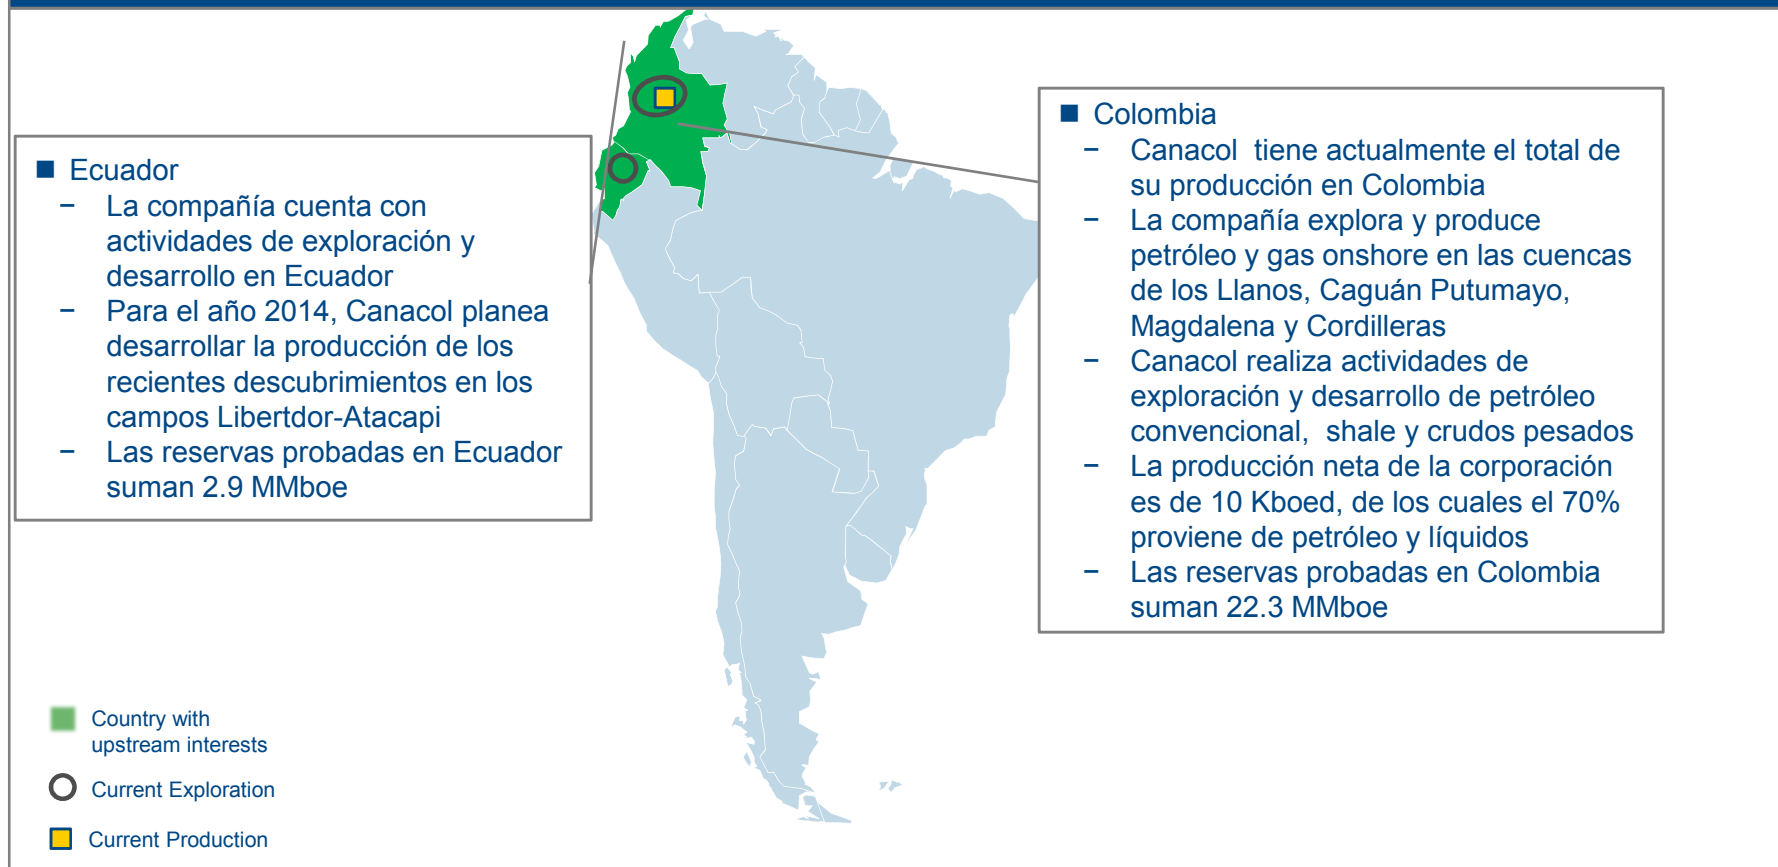 ■ Ecuador
− La compañía cuenta con
actividades de exploración y
desarrollo en Ecuador
− Para el año 2014, Canacol planea
desarrollar la producción de los
recientes descubrimientos en los
campos Libertdor-Atacapi
− Las reservas probadas en Ecuador
suman 2.9 MMboe
■ Colombia
− Canacol tiene actualmente el total de
su producción en Colombia
− La compañía explora y produce
petróleo y gas onshore en las cuencas
de los Llanos, Caguán Putumayo,
Magdalena y Cordilleras
− Canacol realiza actividades de
exploración y desarrollo de petróleo
convencional, shale y crudos pesados
− La producción neta de la corporación
es de 10 Kboed, de los cuales el 70%
proviene de petróleo y líquidos
− Las reservas probadas en Colombia
suman 22.3 MMboe
Country with
upstream interests
Current Exploration
Current Production